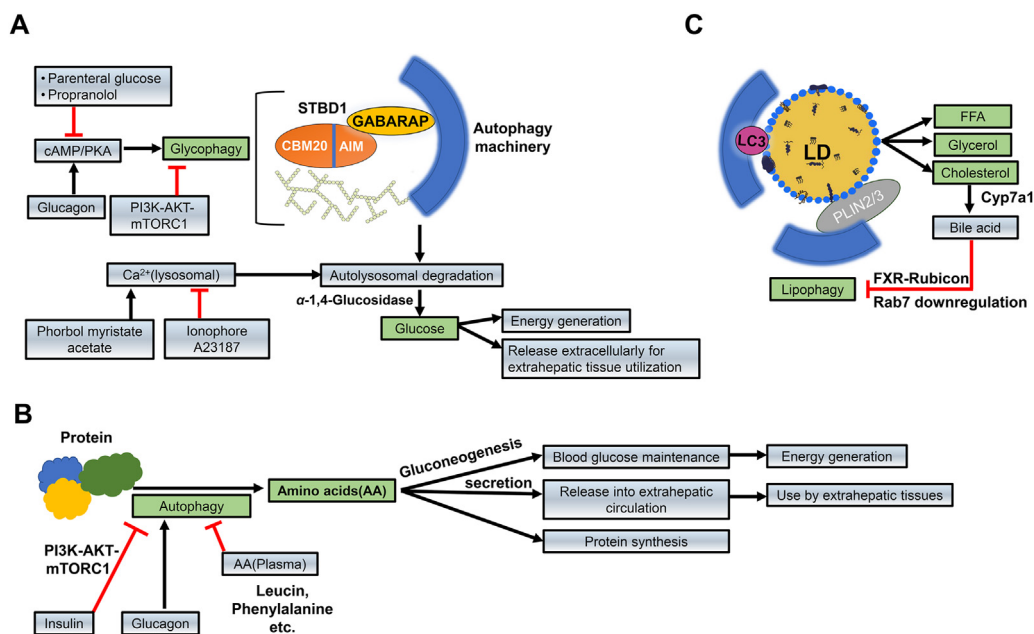 A
• Parenteral glucose
• Propranolol
cAMP/PKA
Glycophagy
Glucagon
PI3K-AKT-
mTORC1
STBD1
GABARAP
CBM20
AIM
Autophagy
machinery
Ca²⁺(lysosomal)
Autolysosomal degradation
α-1,4-Glucosidase
Phorbol myristate
acetate
Ionophore
A23187
Glucose
Energy generation
Release extracellularly for
extrahepatic tissue utilization
C
LC3
LD
PLIN2/3
FFA
Glycerol
Cholesterol
Cyp7a1
Bile acid
FXR-Rubicon
Lipophagy
Rab7 downregulation
B
Protein
Autophagy
Amino acids(AA)
PI3K-AKT-
mTORC1
Insulin
Glucagon
AA(Plasma)
Leucin,
Phenylalanine
etc.
Gluconeogenesis
secretion
Blood glucose maintenance
Energy generation
Release into extrahepatic
circulation
Use by extrahepatic tissues
Protein synthesis